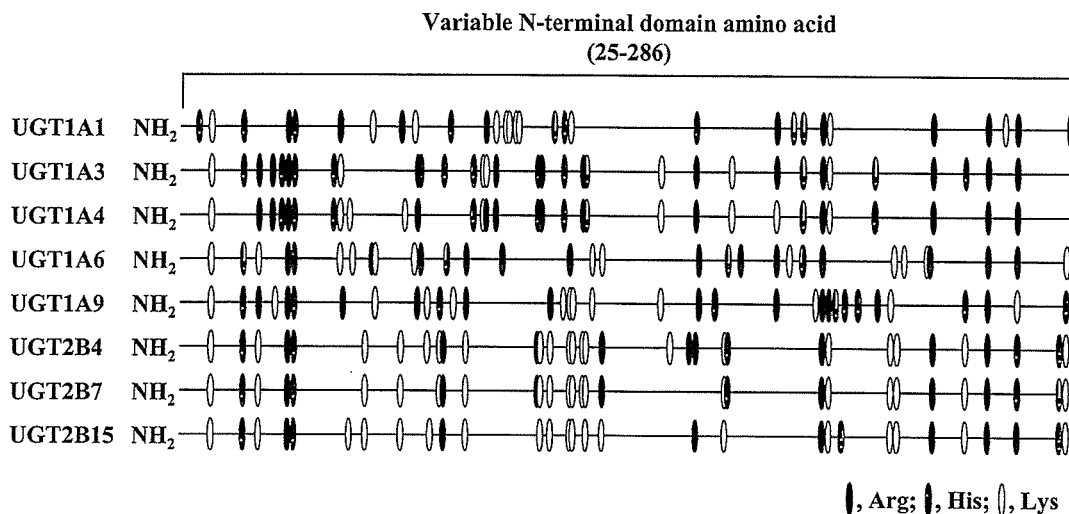 Variable N-terminal domain amino acid
(25-286)
UGT1A1 NH2
UGT1A3 NH2
UGT1A4 NH2
UGT1A6 NH2
UGT1A9 NH2
UGT2B4 NH2
UGT2B7 NH2
UGT2B15 NH2
, Arg; , His; , Lys